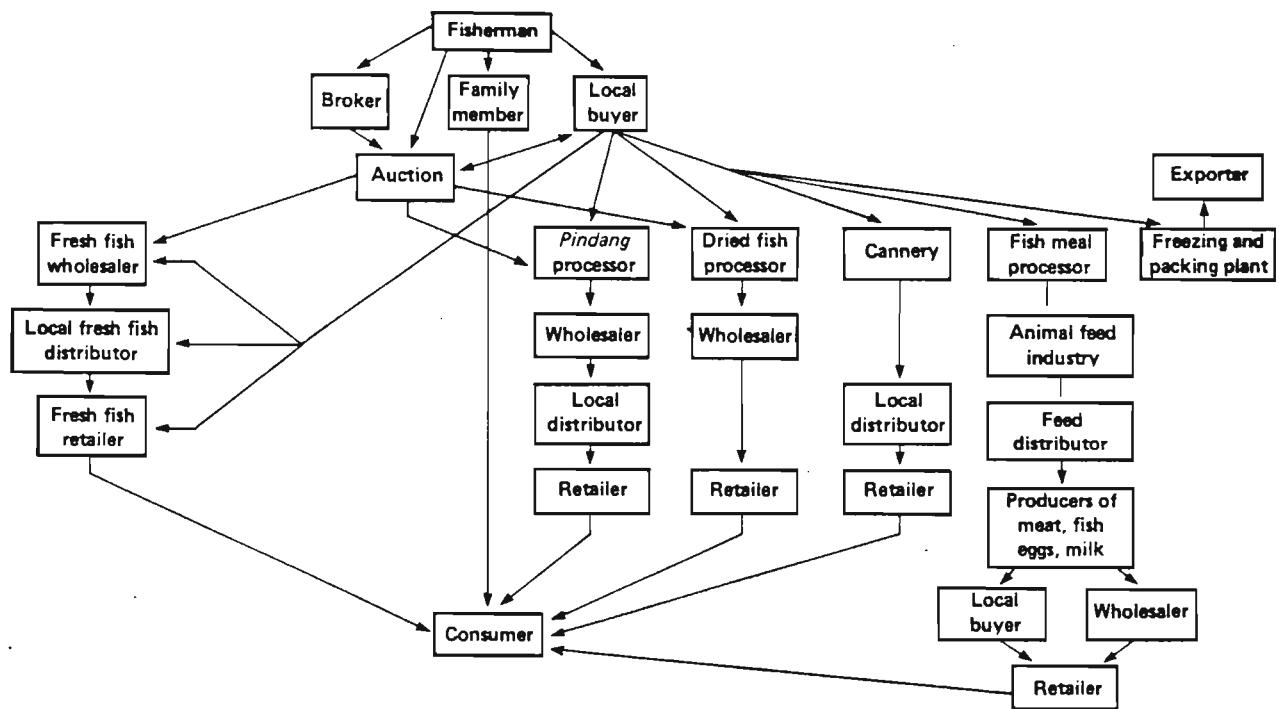 Fisherman
Broker
Family
member
Local
buyer
Auction
Exporter
Fresh fish
wholesaler
Pindang
processor
Dried fish
processor
Cannery
Fish meal
processor
Freezing and
packing plant
Local fresh fish
distributor
Wholesaler
Wholesaler
Animal feed
industry
Fresh fish
retailer
Local
distributor
Local
distributor
Feed
distributor
Retailer
Retailer
Retailer
Producers of
meat, fish
eggs, milk
Consumer
Local
buyer
Wholesaler
Retailer